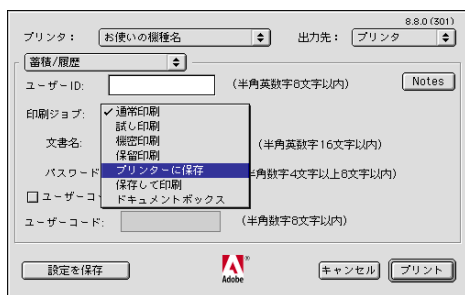 8.8.0 (301)
プリンタ： お使いの機種名 出力先： プリンタ
蓄積/履歴
ユーザーID: （半角英数字8文字以内） Notes
印刷ジョブ: ✓通常印刷
試し印刷
機密印刷
保留印刷
文書名: （半角英数字16文字以内）
プリンターに保存
パスワード 半角数字4文字以上8文字以内）
保存して印刷
ユーザーコー ドキュメントボックス
ユーザーコード: （半角数字8文字以内）
設定を保存 Adobe キャンセル プリント